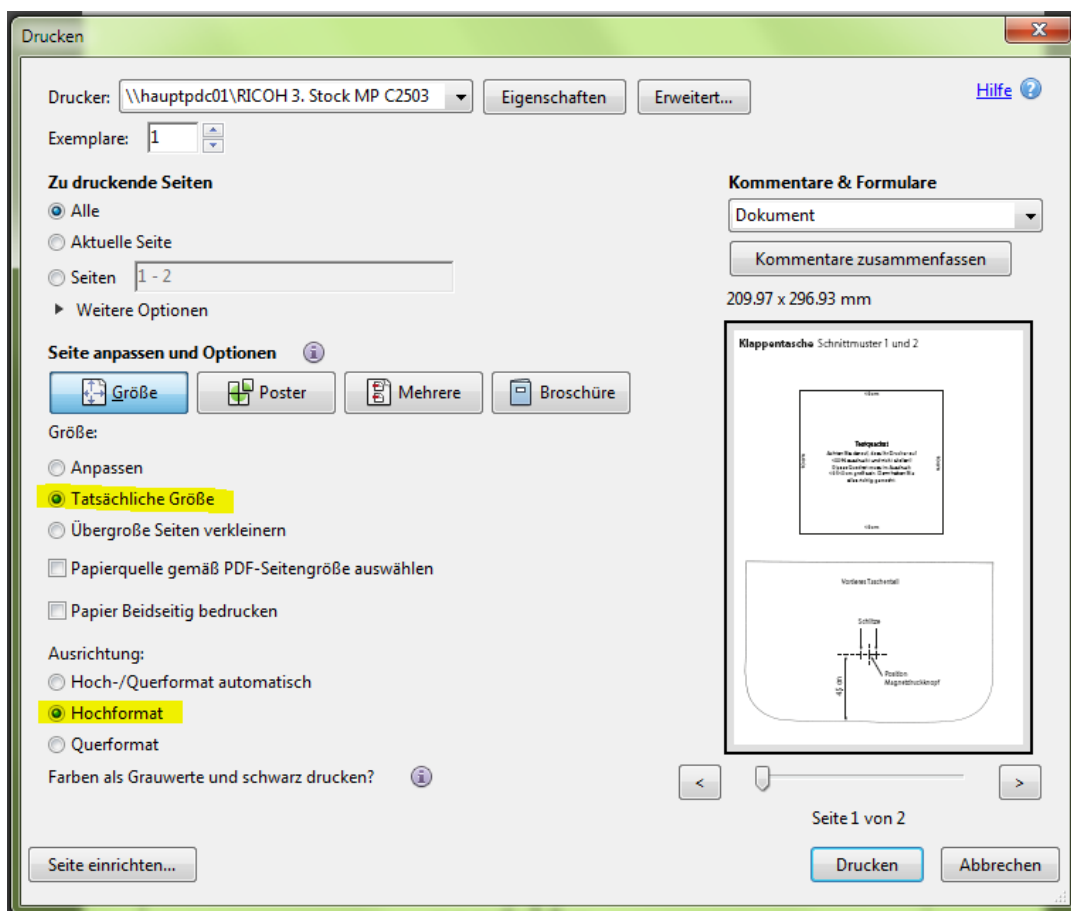 Drucken
Drucker: \\hauptpdc01\RICOH 3. Stock MP C2503 Eigenschaften Erweitert... Hilfe
Exemplare: 1
Zu druckende Seiten
Alle
Aktuelle Seite
Seiten 1 - 2
Weitere Optionen
Seite anpassen und Optionen
Größe Poster Mehrere Broschüre
Größe:
Anpassen
Tatsächliche Größe
Übergroße Seiten verkleinern
Papierquelle gemäß PDF-Seitengröße auswählen
Papier Beidseitig bedrucken
Ausrichtung:
Hoch-/Querformat automatisch
Hochformat
Querformat
Farben als Grauwerte und schwarz drucken?
Kommentare & Formulare
Dokument
Kommentare zusammenfassen
209.97 x 296.93 mm
Klappentasche Schnittmuster 1 und 2
Testquadrat
Vorderes Taschenteil
Schlitze
Position
Magnetdruckknopf
4,5 cm
< >
Seite 1 von 2
Seite einrichten... Drucken Abbrechen